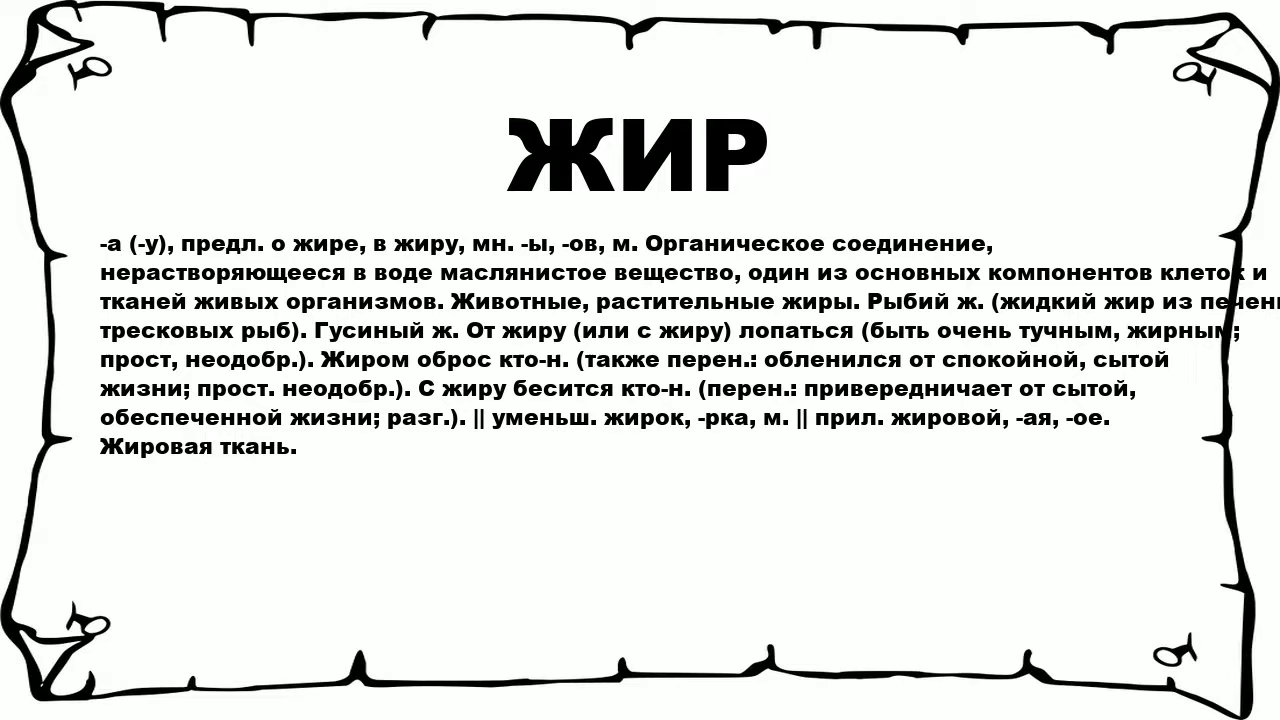 ЖИР
-а (-у), предл. о жире, в жиру, мн. -ы, -ов, м. Органическое соединение,
нерастворяющееся в воде маслянистое вещество, один из основных компонентов клеток и
тканей живых организмов. Животные, растительные жиры. Рыбий ж. (жидкий жир из печени
тресковых рыб). Гусиный ж. От жиру (или с жиру) лопаться (быть очень тучным, жирным;
прост, неодобр.). Жиром оброс кто-н. (также перен.: обленился от спокойной, сытой
жизни; прост. неодобр.). С жиру бесится кто-н. (перен.: привередничает от сытой,
обеспеченной жизни; разг.). || уменьш. жирок, -рка, м. || прил. жировой, -ая, -ое.
Жировая ткань.